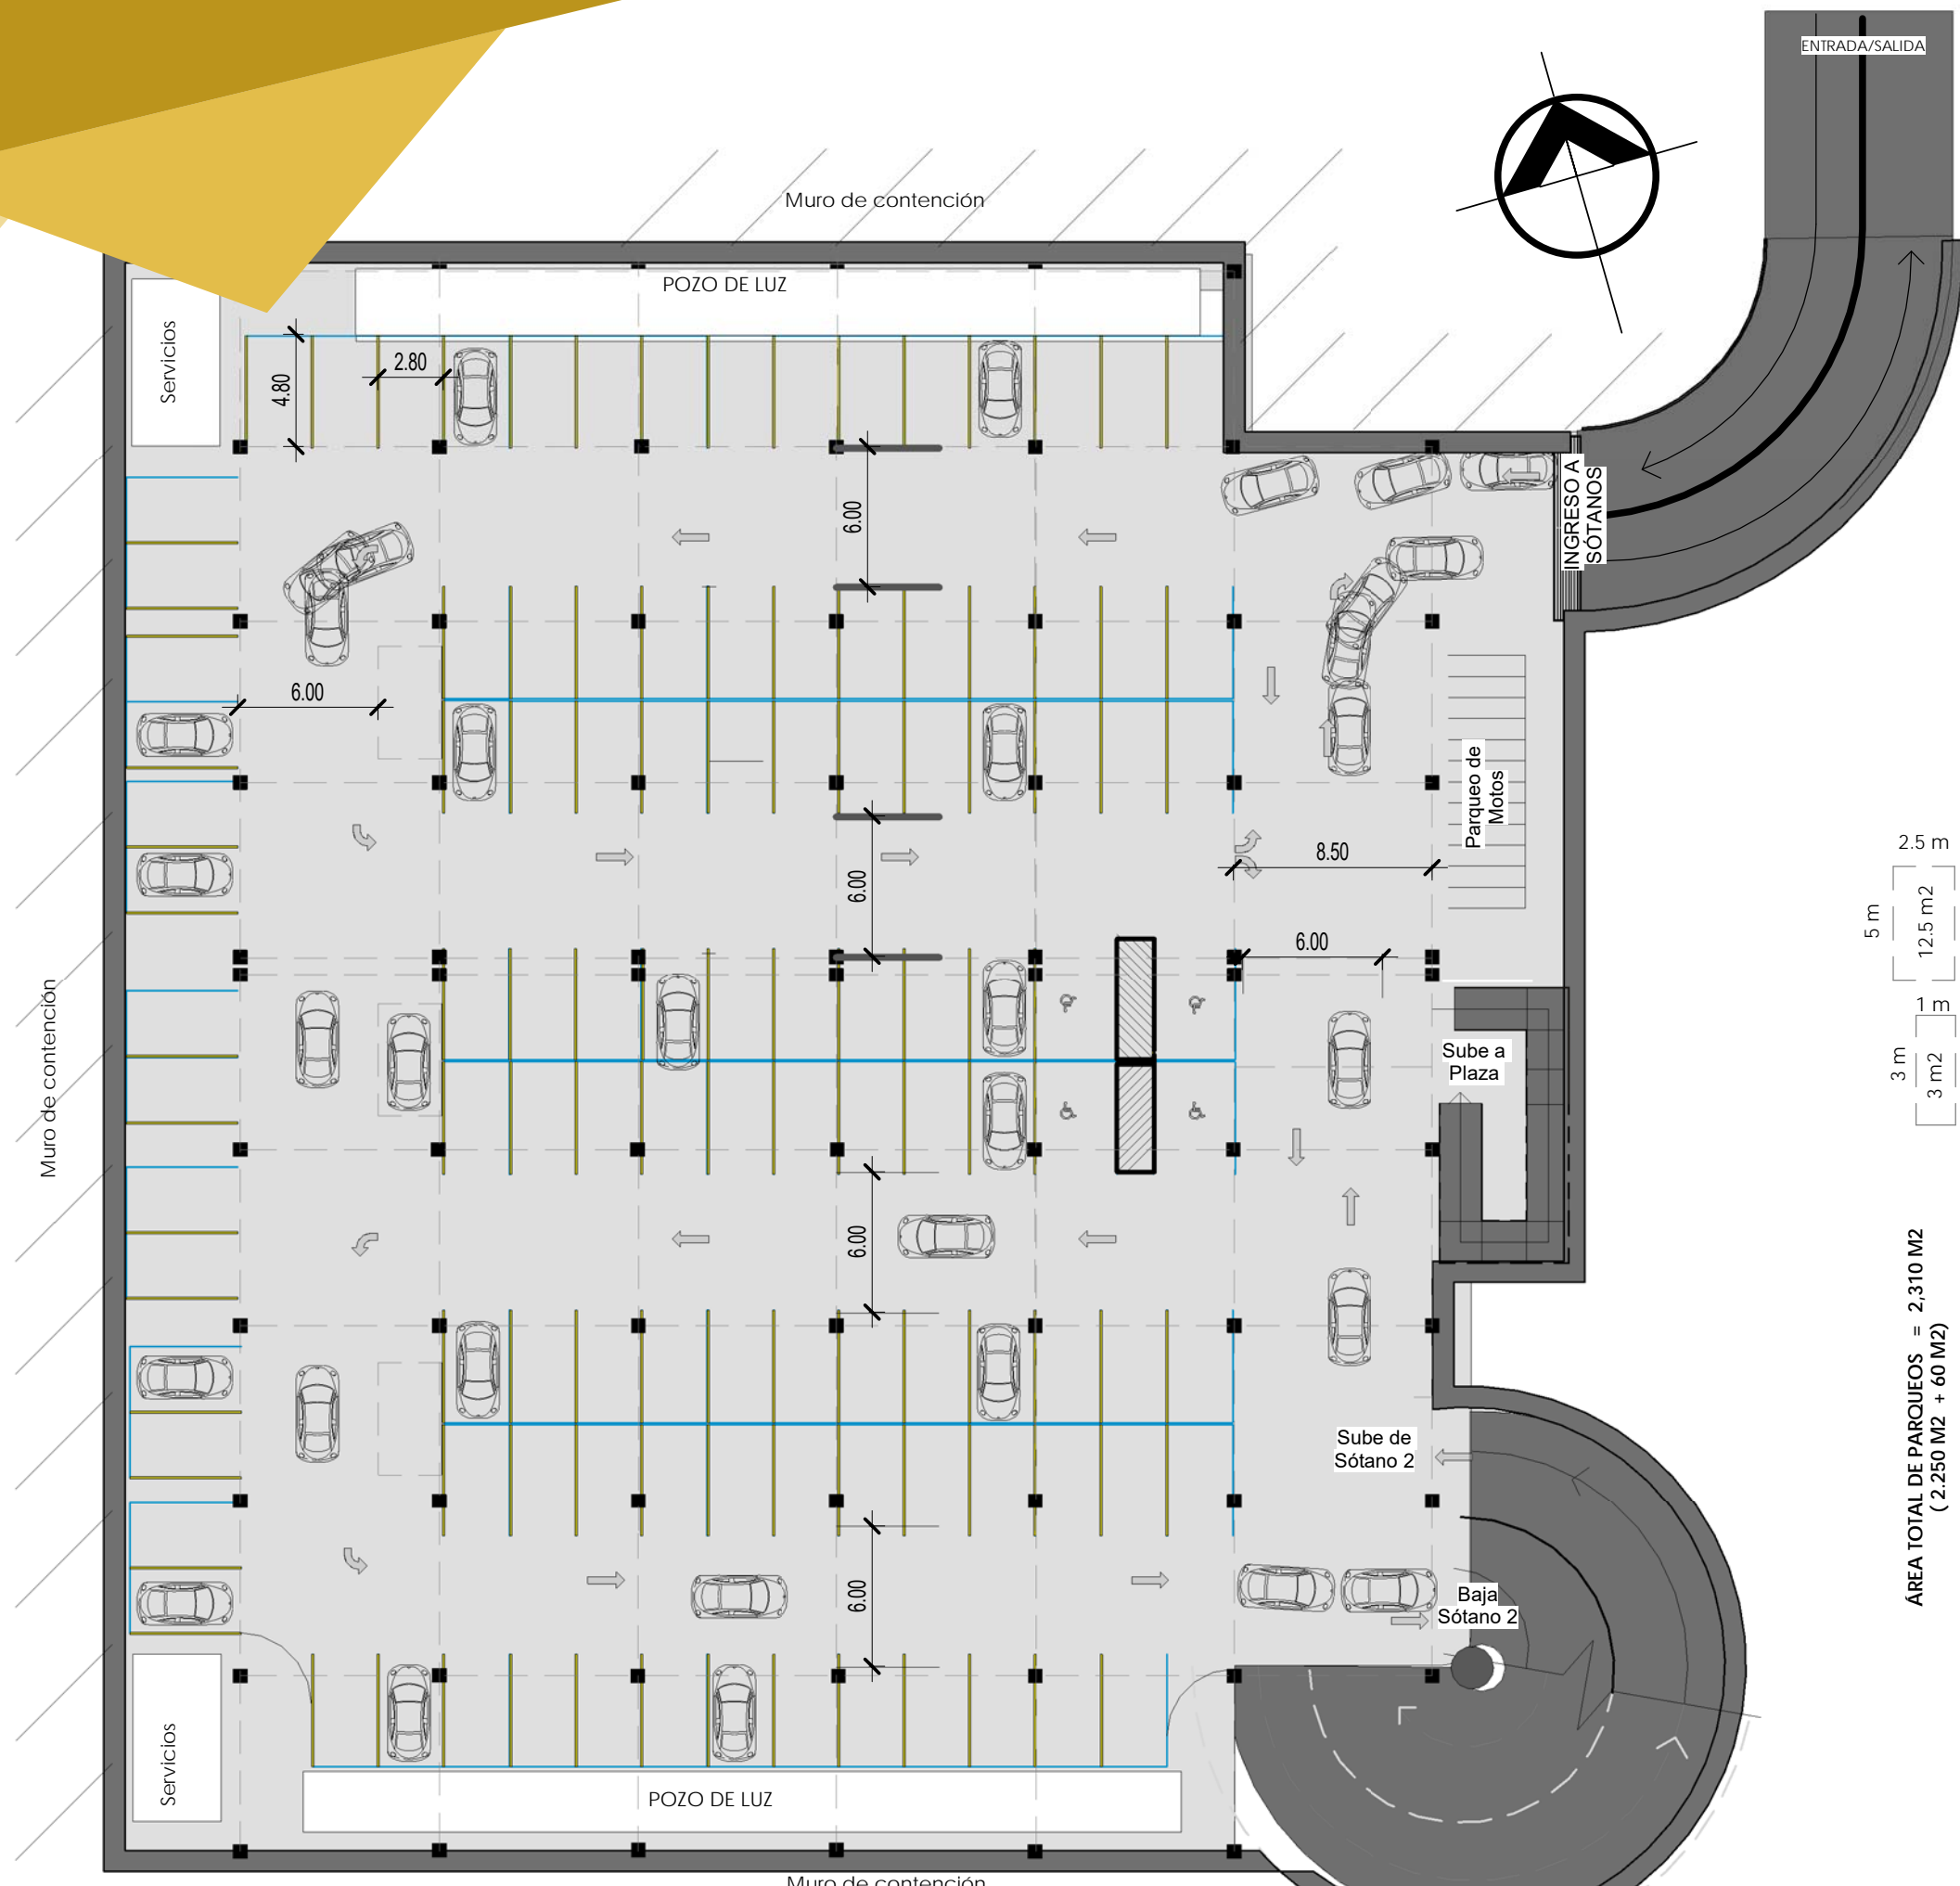 ENTRADA/SALIDA
Muro de contención
POZO DE LUZ
Servicios
4.80
2.80
6.00
INGRESO A
SÓTANOS
6.00
Parqueo de
Motos
8.50
6.00
6.00
2.5 m
5 m
12.5 m2
1 m
3 m
3 m2
Sube a
Plaza
Muro de contención
6.00
ÁREA TOTAL DE PARQUEOS = 2,310 M2
( 2.250 M2 + 60 M2)
Sube de
Sótano 2
6.00
Baja
Sótano 2
Servicios
POZO DE LUZ
Muro de contención